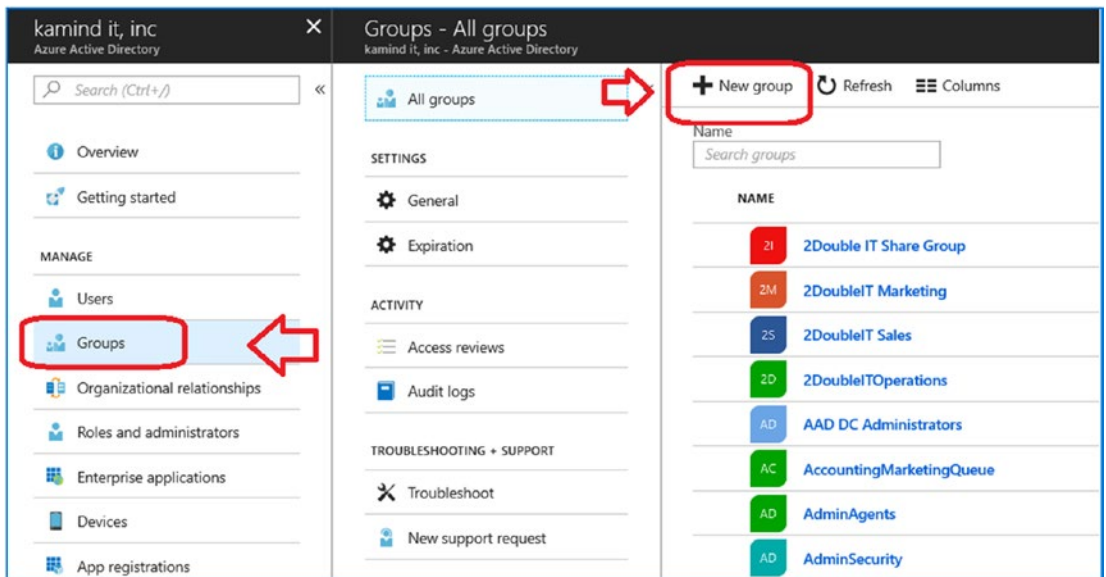 kamind it, inc
Azure Active Directory
Search (Ctrl+/)
Overview
Getting started
MANAGE
Users
Groups
Organizational relationships
Roles and administrators
Enterprise applications
Devices
App registrations
Groups - All groups
kamind it, inc - Azure Active Directory
All groups
SETTINGS
General
Expiration
ACTIVITY
Access reviews
Audit logs
TROUBLESHOOTING + SUPPORT
Troubleshoot
New support request
New group Refresh Columns
Name
Search groups
NAME
2I 2Double IT Share Group
2M 2DoubleIT Marketing
2S 2DoubleIT Sales
2D 2DoubleITOperations
AD AAD DC Administrators
AC AccountingMarketingQueue
AD AdminAgents
AD AdminSecurity